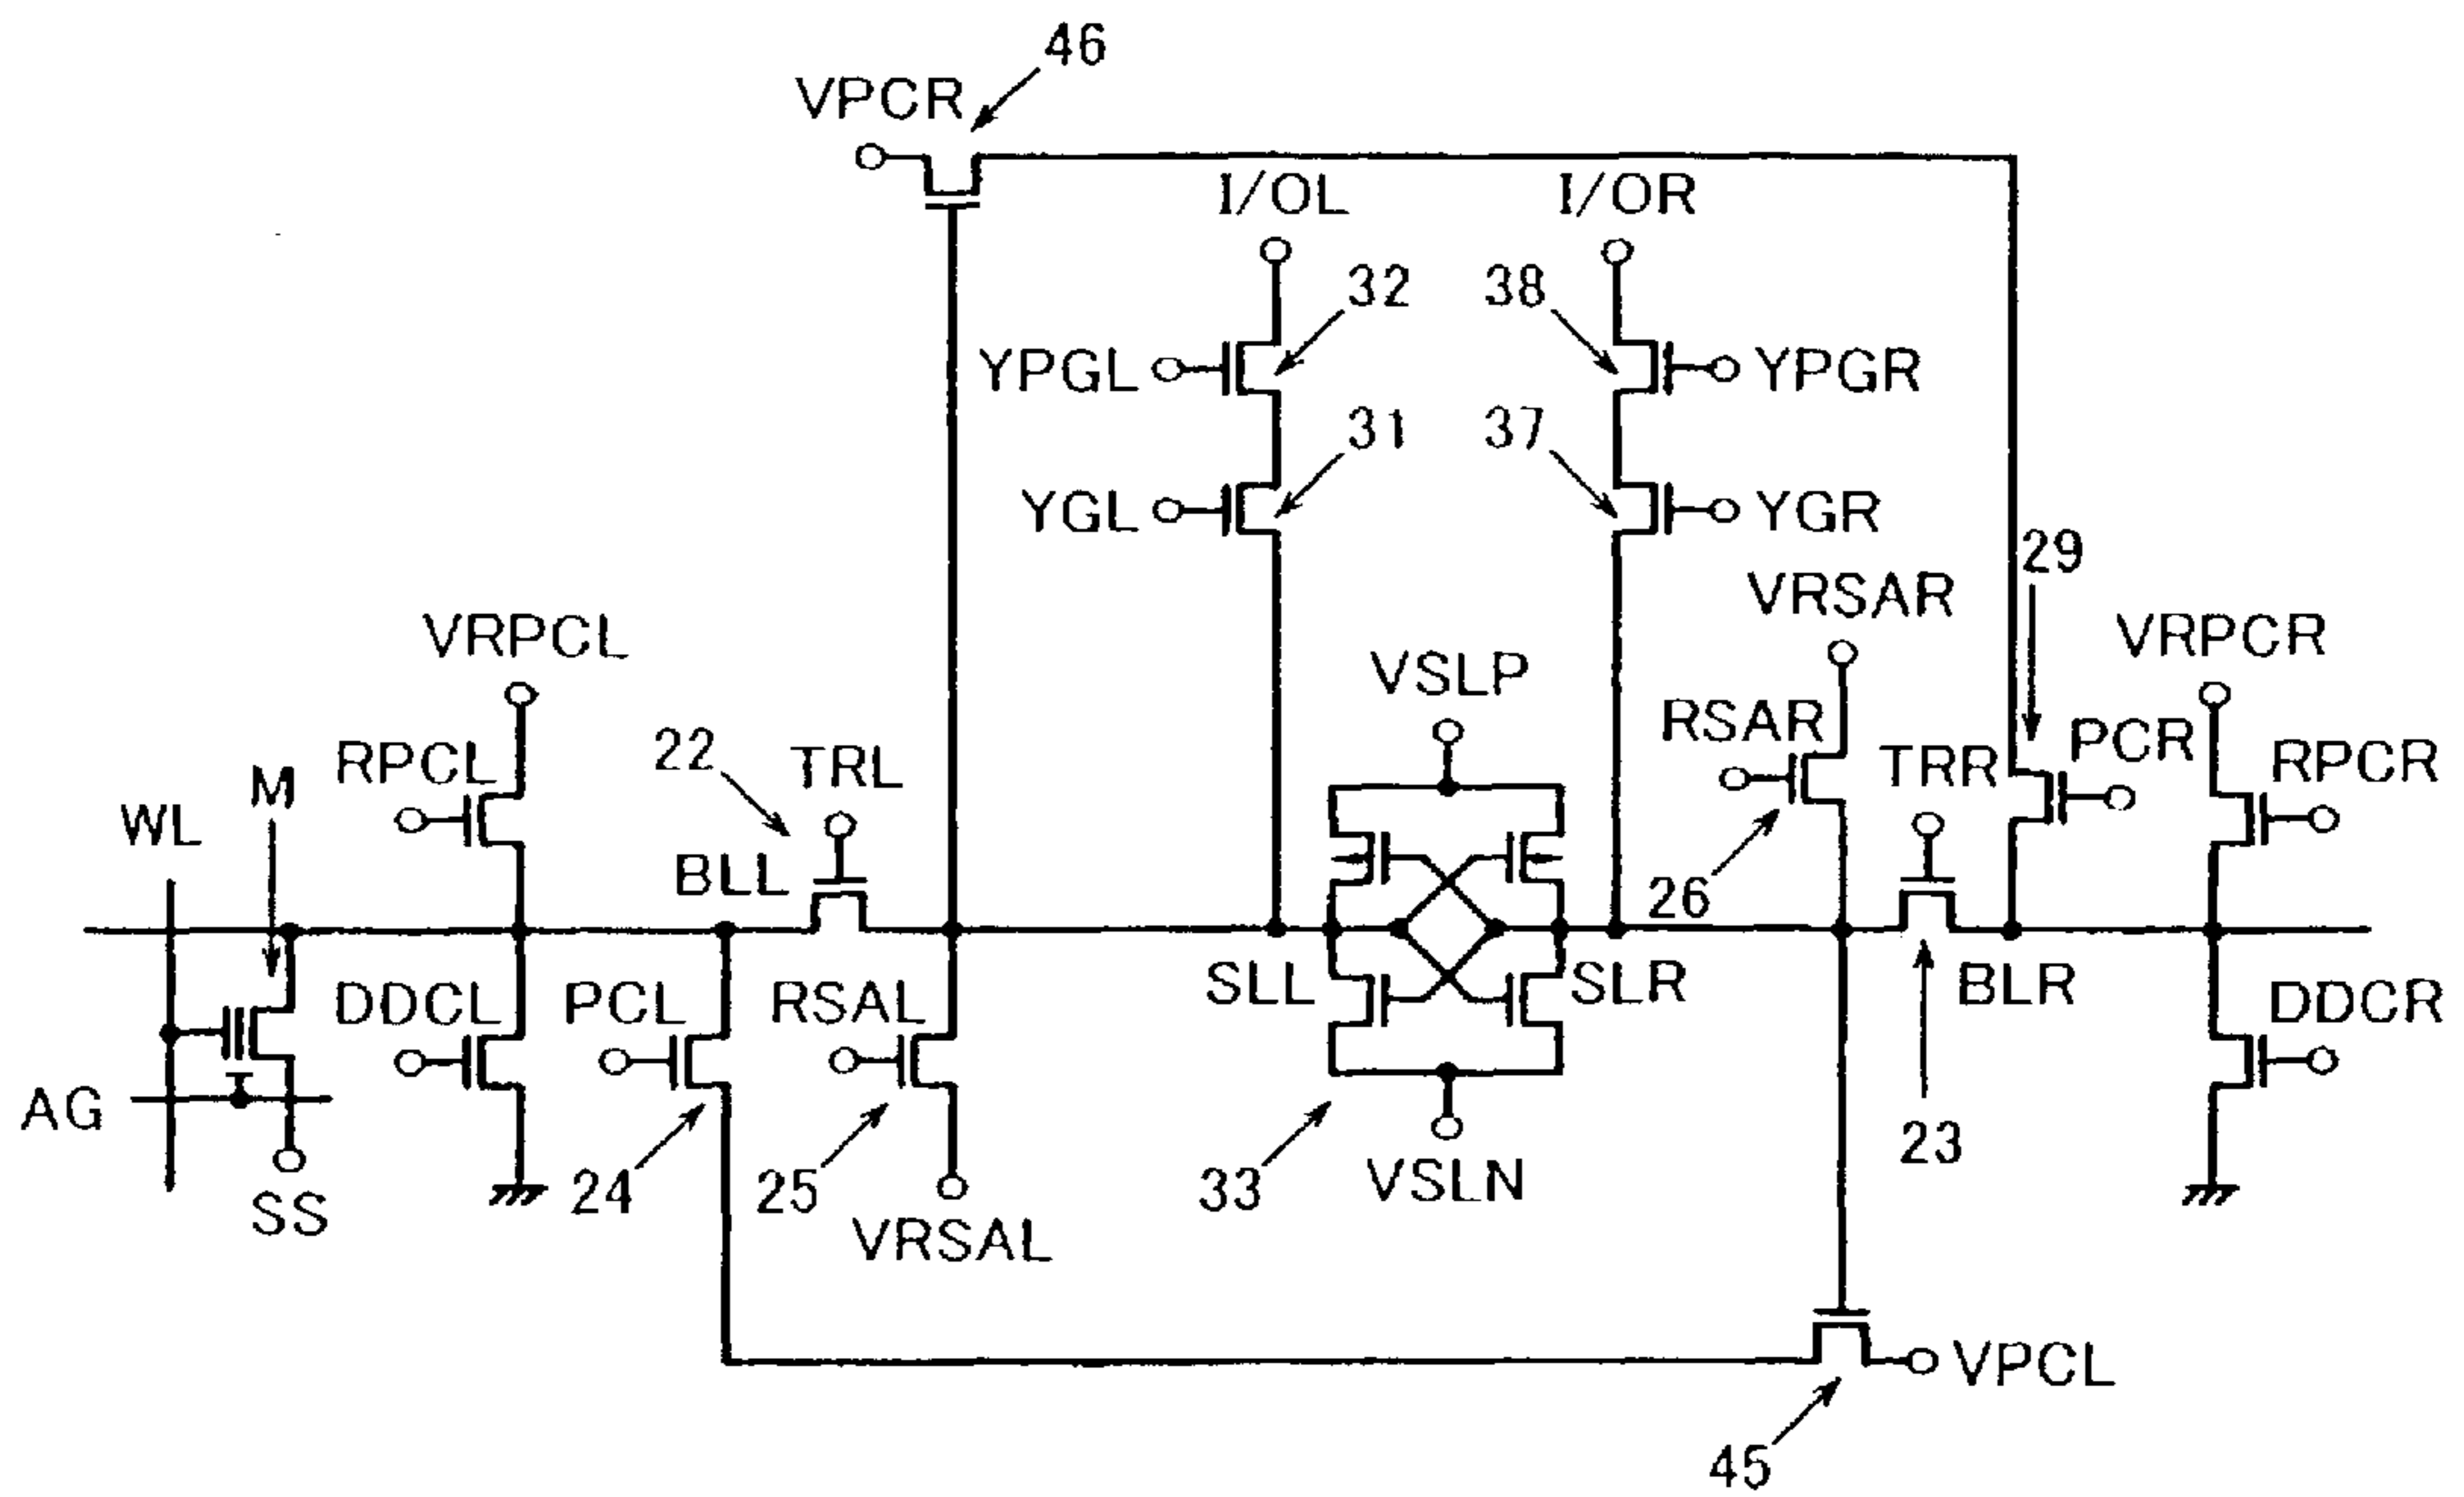 46
VPCR
I/OL
I/OR
32
38
YPGL
YPGR
31
37
YGL
YGR
29
VRSAR
VRPCL
VRPCR
VSLP
RSAR
22
TRL
TRR
PCR
RPCL
RPCR
M
WL
BLL
26
SLL
SLR
BLR
DDCL
PCL
RSAL
DDCR
AG
23
24
25
33
VSLN
SS
VRSAL
VPCL
45